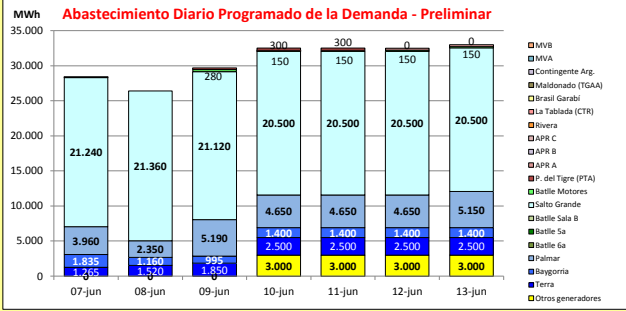 MWh Abastecimiento Diario Programado de la Demanda - Preliminar
35.000
30.000
25.000
20.000
15.000
10.000
5.000
0
21.240
3.960
1.835
1.265
0
21.360
2.350
1.160
1.520
0
280
21.120
5.190
995
1.850
0
300
150
20.500
4.650
1.400
2.500
3.000
300
150
20.500
4.650
1.400
2.500
3.000
0
150
20.500
4.650
1.400
2.500
3.000
0
150
20.500
5.150
1.400
2.500
3.000
07-jun 08-jun 09-jun 10-jun 11-jun 12-jun 13-jun
MVB
MVA
Contingente Arg.
Maldonado (TGAA)
Brasil Garabí
La Tablada (CTR)
Rivera
APR C
APR B
APR A
P. del Tigre (PTA)
Batlle Motores
Salto Grande
Batlle Sala B
Batlle 5a
Batlle 6a
Palmar
Baygorria
Terra
Otros generadores